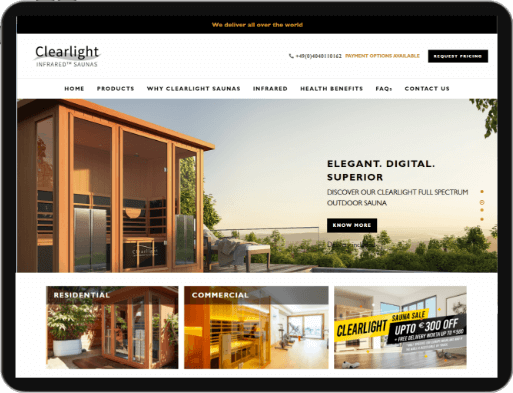 We deliver all over the world
Clearlight
INFRARED™ SAUNAS
+49(0)4040110162 PAYMENT OPTIONS AVAILABLE REQUEST PRICING
HOME PRODUCTS WHY CLEARLIGHT SAUNAS INFRARED HEALTH BENEFITS FAQs CONTACT US
ELEGANT. DIGITAL.
SUPERIOR
DISCOVER OUR CLEARLIGHT FULL SPECTRUM
OUTDOOR SAUNA
KNOW MORE
RESIDENTIAL
COMMERCIAL
CLEARLIGHT
SAUNA SALE
UPTO €300 OFF
+ FREE DELIVERY WORTH UP TO €500